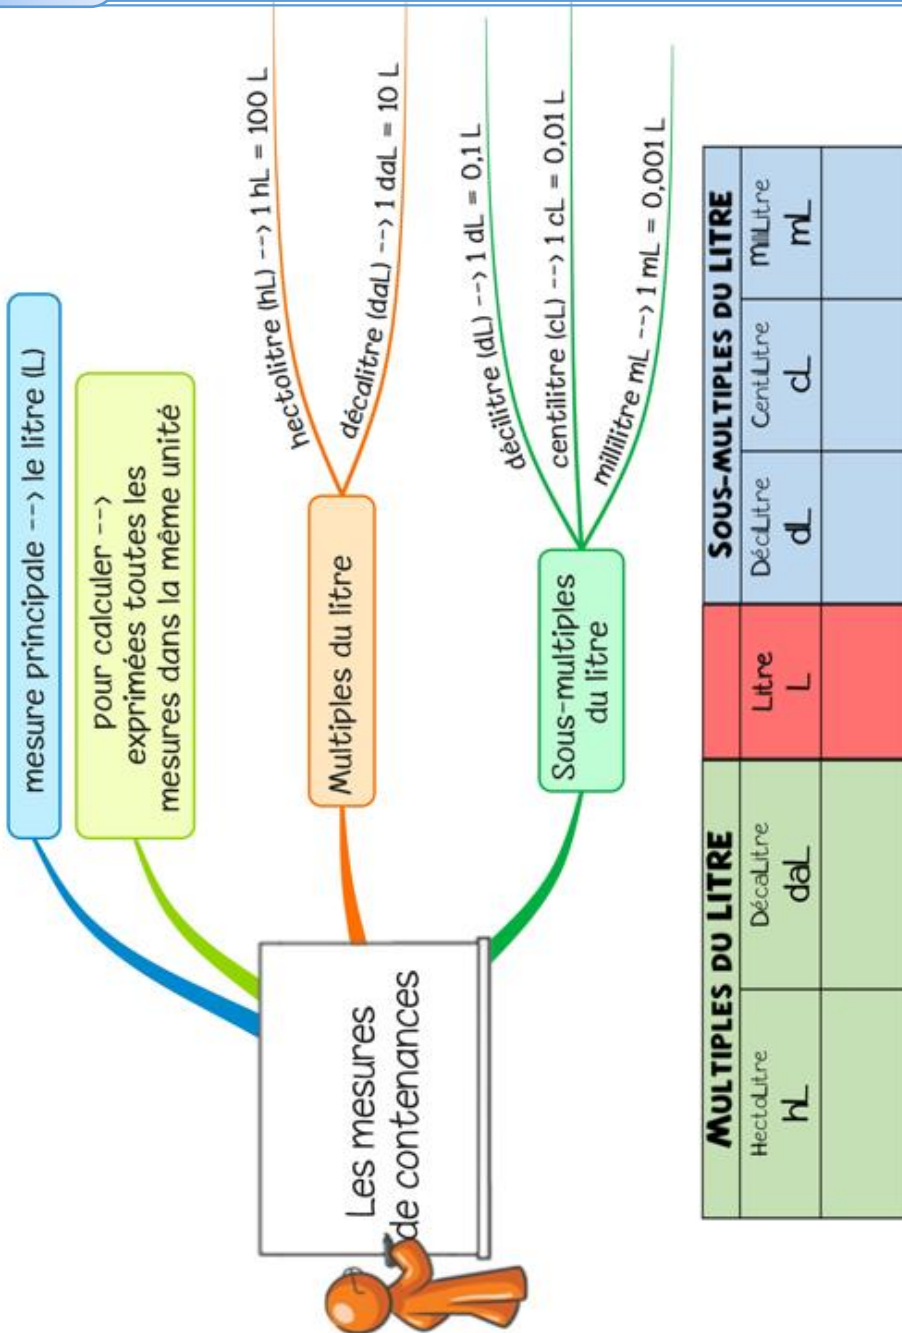 mesure principale --> le litre (L)
pour calculer -->
exprimées toutes les
mesures dans la même unité
Les mesures
de contenances
Multiples du litre
hectolitre (hL) --> 1 hL = 100 L
décalitre (daL) --> 1 daL = 10 L
Sous-multiples
du litre
décilitre (dL) --> 1 dL = 0,1 L
centilitre (cL) --> 1 cL = 0,01 L
millilitre mL --> 1 mL = 0,001 L
MULTIPLES DU LITRE SOUS-MULTIPLES DU LITRE
HectoLitre DécaLitre Litre DéciLitre CentiLitre MilliLitre
hL daL L dL cL mL